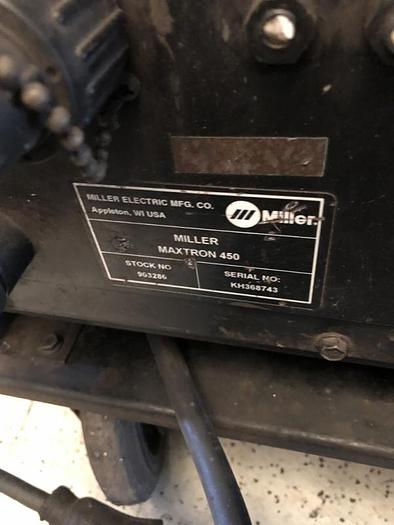 MILLER ELECTRIC MFG. CO.
Appleton, WI USA
Miller.
MILLER
MAXTRON 450
STOCK NO
903286
SERIAL NO:
KH368743